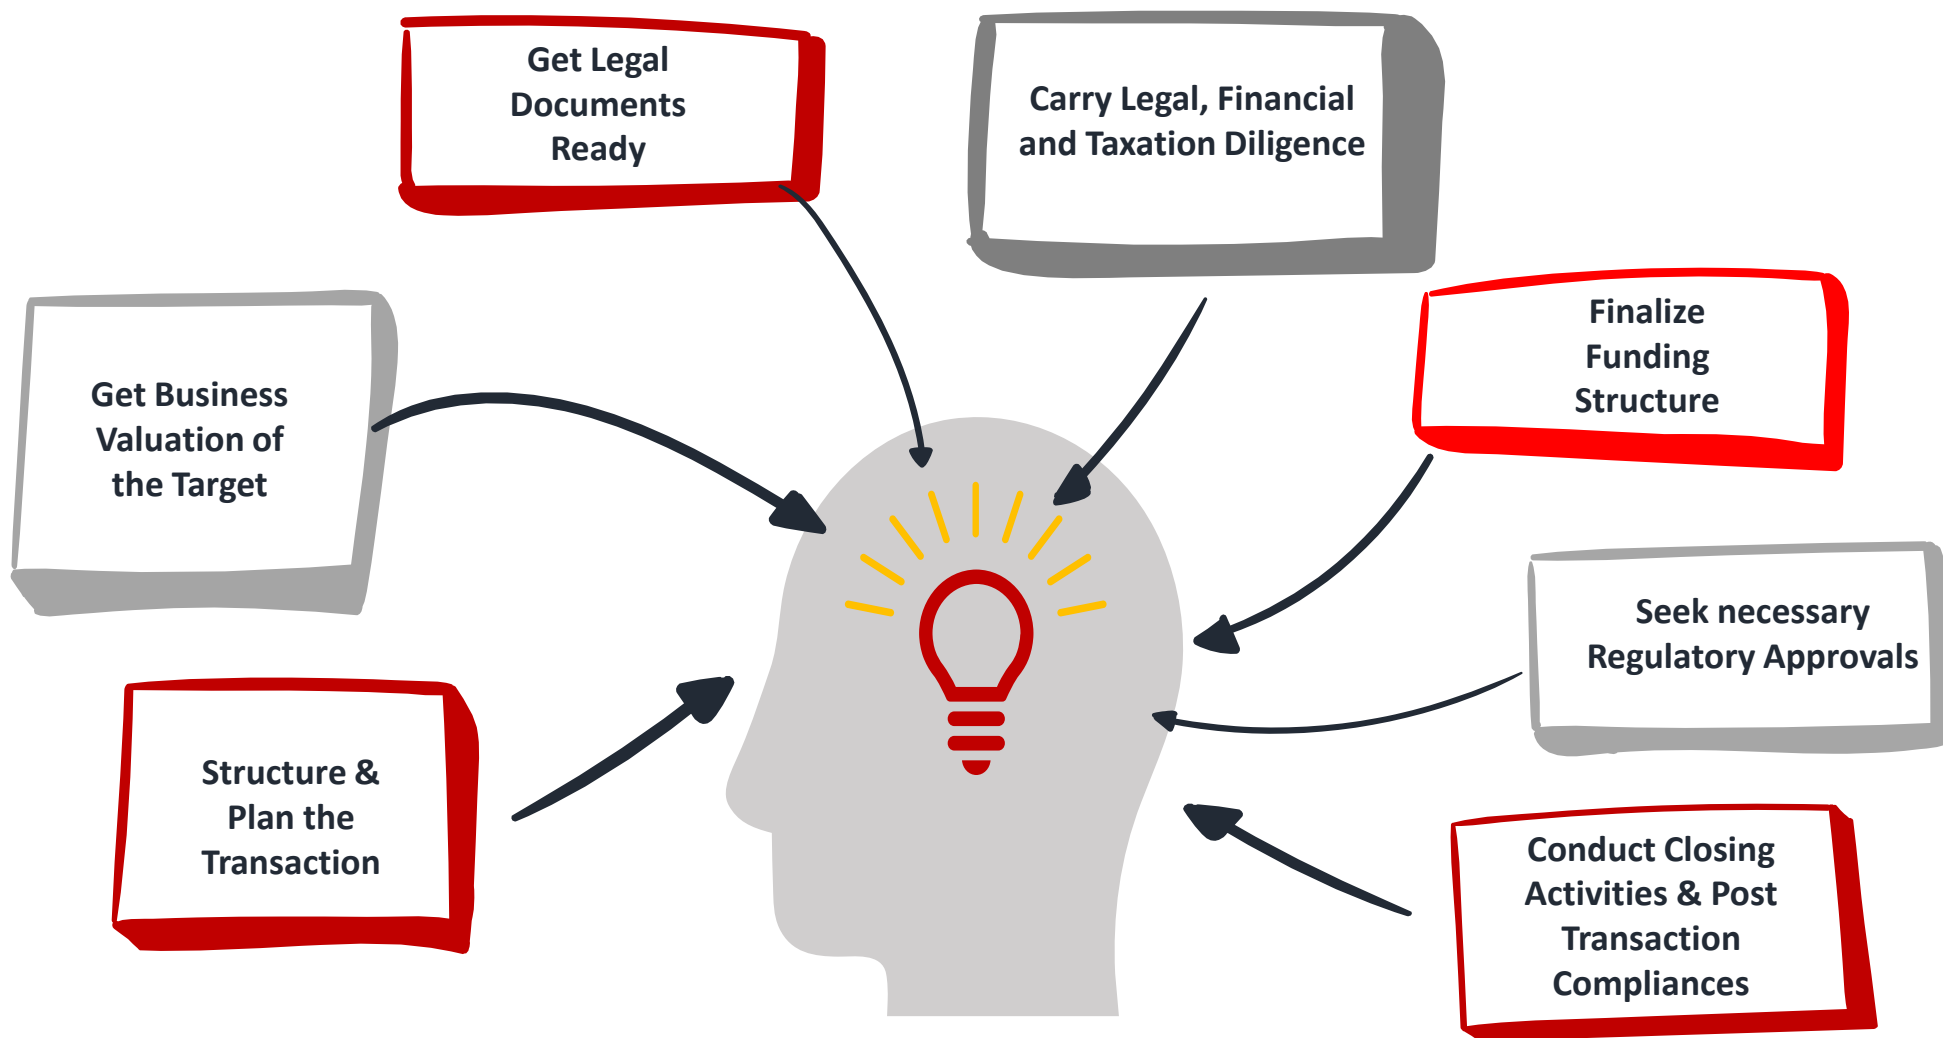 Get Legal
Documents
Ready
Carry Legal, Financial
and Taxation Diligence
Finalize
Funding
Structure
Get Business
Valuation of
the Target
Seek necessary
Regulatory Approvals
Structure &
Plan the
Transaction
Conduct Closing
Activities & Post
Transaction
Compliances